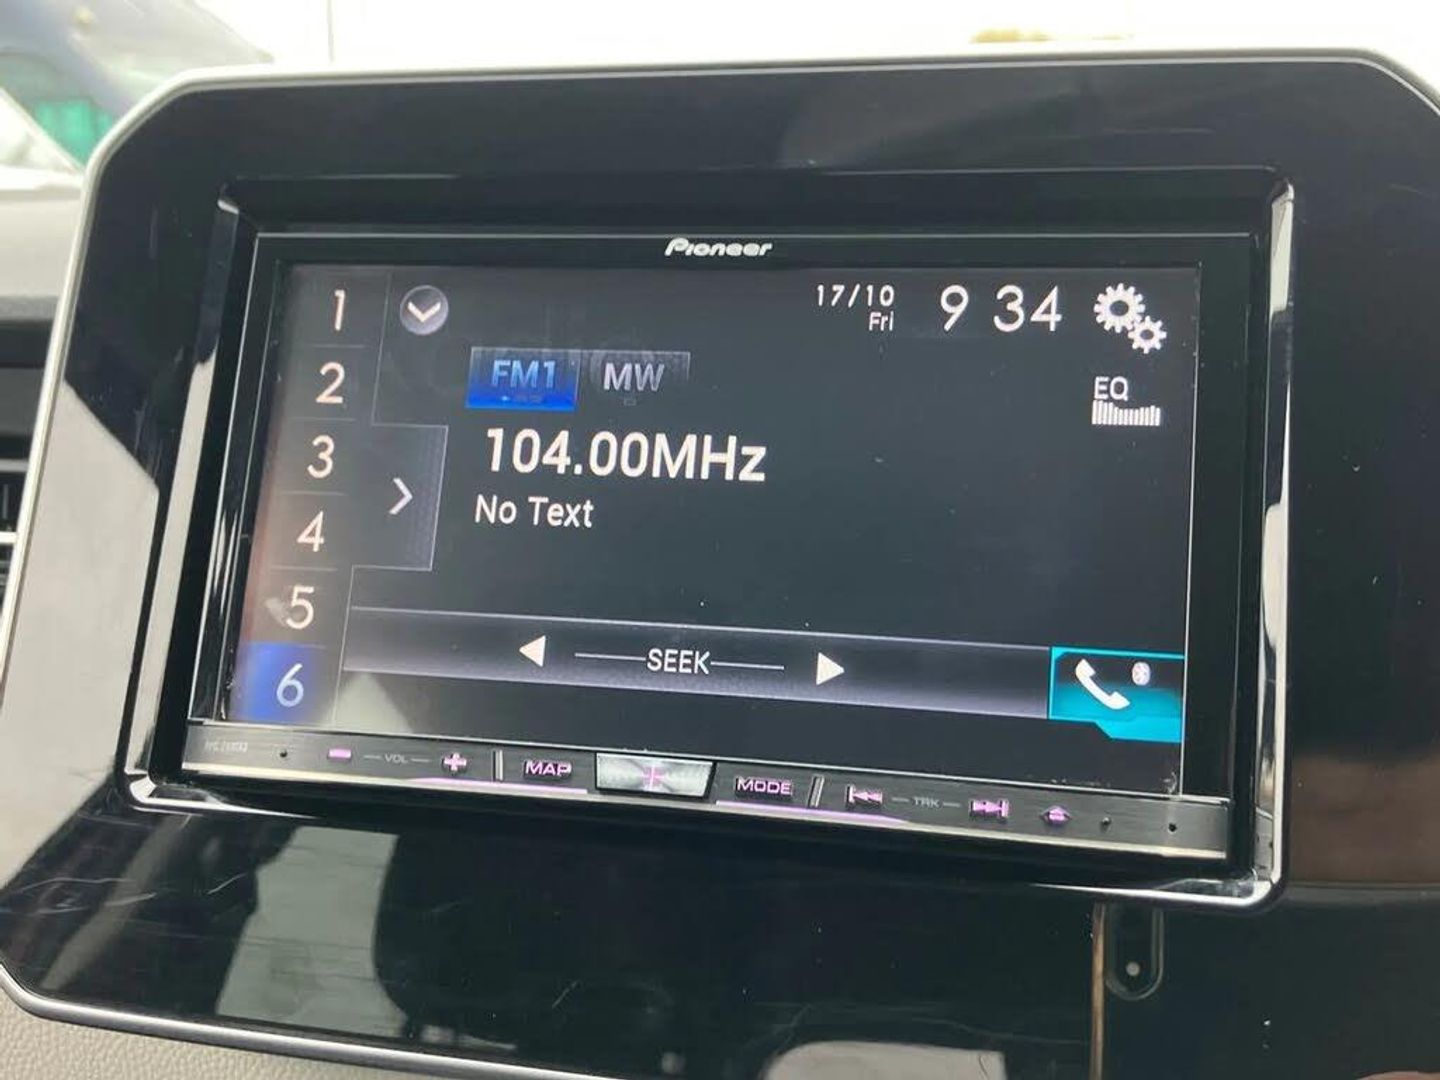 Pioneer
17/10
Fri
9 34
1
2
3
4
5
6
FM1 MW
EQ
104.00MHz
No Text
SEEK
VOL
MAP
MODE
TRK